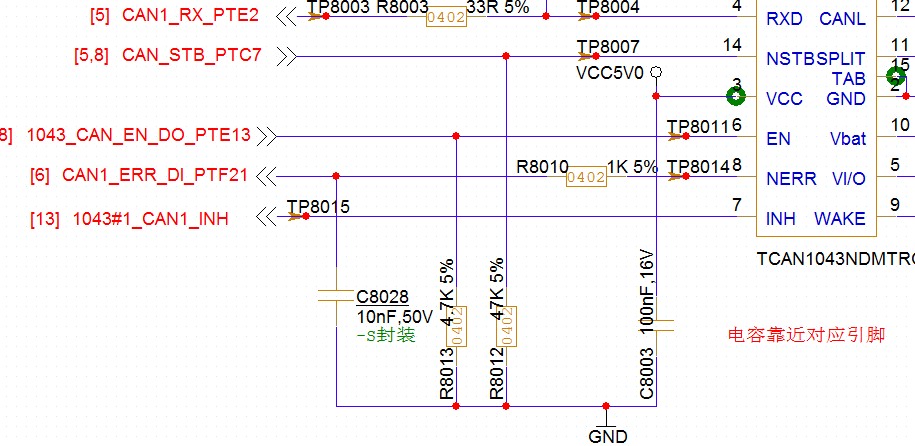 [5] CAN1_RX_PTE2 TP8003 R8003 0402 33R 5% TP8004 4 RXD CANL 12
[5,8] CAN_STB_PTC7 TP8007 14 NSTB SPLIT 11
VCC5V0 TAB 15
3 VCC GND 2
8] 1043_CAN_EN_DO_PTE13 TP8011 6 EN Vbat 10
[6] CAN1_ERR_DI_PTF21 R8010 0402 1K 5% TP8014 8 NERR VI/O 5
[13] 1043#1_CAN1_INH TP8015 7 INH WAKE 9
TCAN1043NDMTR
C8028
10nF,50V
-S封装
R8013 0402 4.7K 5%
R8012 0402 47K 5%
C8003 100nF,16V
电容靠近对应引脚
GND